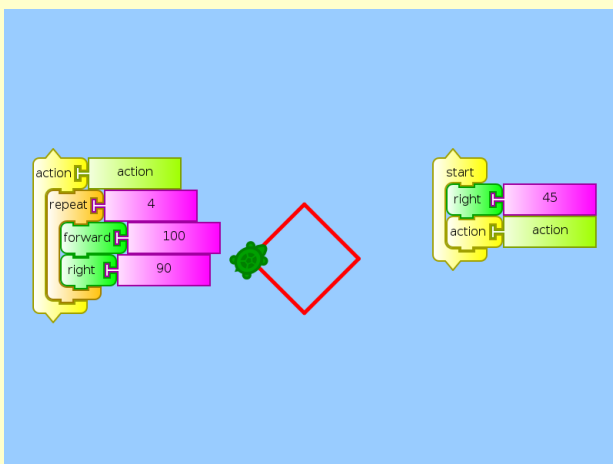 action action
repeat 4
forward 100
right 90
start
right 45
action action